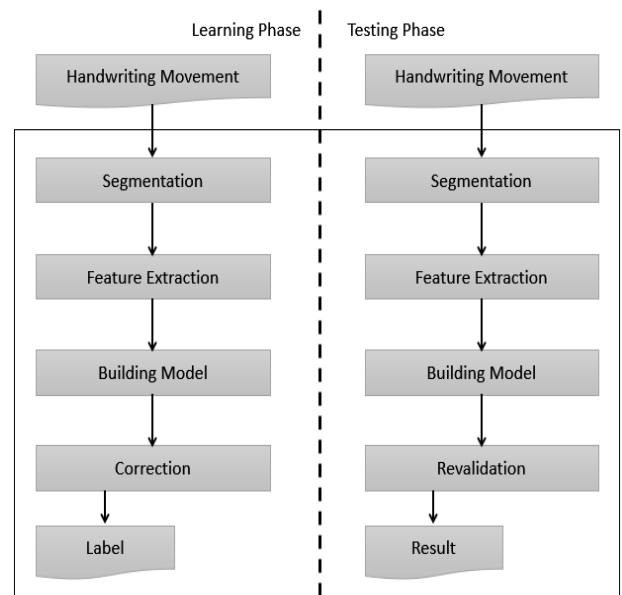 Learning Phase
Handwriting Movement
Segmentation
Feature Extraction
Building Model
Correction
Label
Testing Phase
Handwriting Movement
Segmentation
Feature Extraction
Building Model
Revalidation
Result